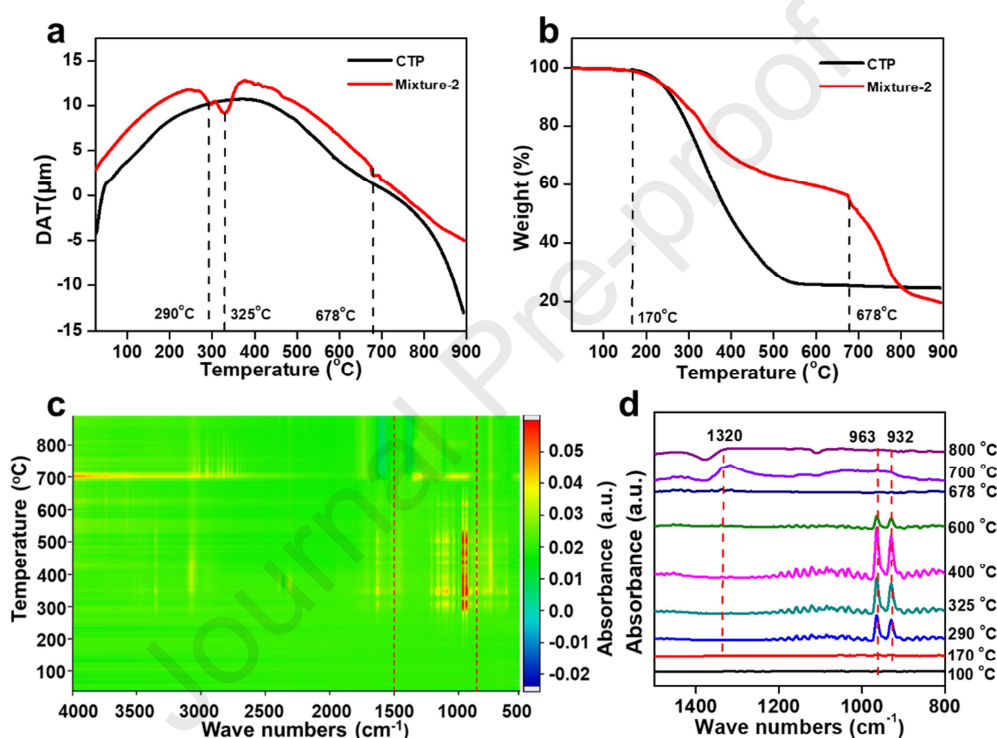 a
15
10
5
0
-5
-10
-15
DAT(μm)
CTP
Mixture-2
290°C
325°C
678°C
100 200 300 400 500 600 700 800 900
Temperature (°C)
b
100
80
60
40
20
Weight (%)
CTP
Mixture-2
170°C
678°C
100 200 300 400 500 600 700 800 900
Temperature (°C)
c
800
700
600
500
400
300
200
100
Temperature (°C)
4000 3000 2000 1500 1000 500
Wave numbers (cm-1)
0.05
0.04
0.03
0.02
0.01
0.0
-0.01
-0.02
Absorbance (a.u.)
d
Absorbance (a.u.)
1320
963
932
800 °C
700 °C
678 °C
600 °C
400 °C
325 °C
290 °C
170 °C
100 °C
1400 1200 1000 800
Wave numbers (cm-1)
Journal Pre-proof